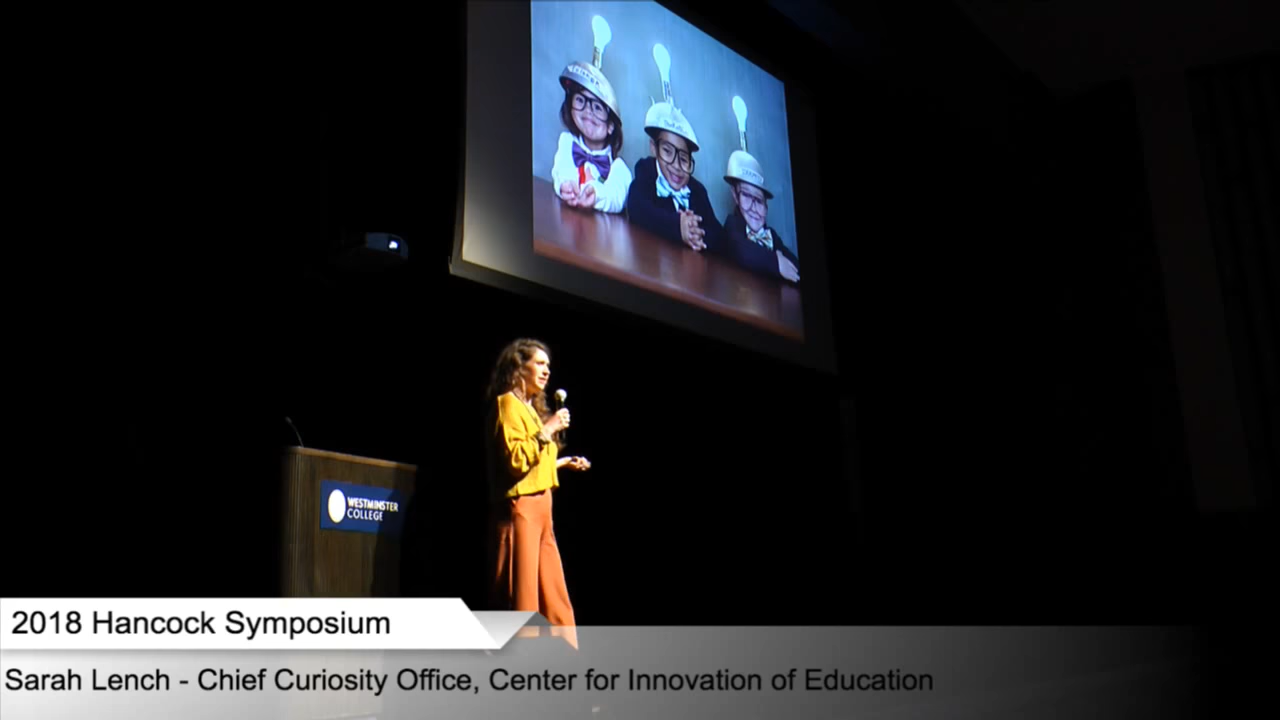 WESTMINSTER
COLLEGE
2018 Hancock Symposium
Sarah Lench - Chief Curiosity Office, Center for Innovation of Education